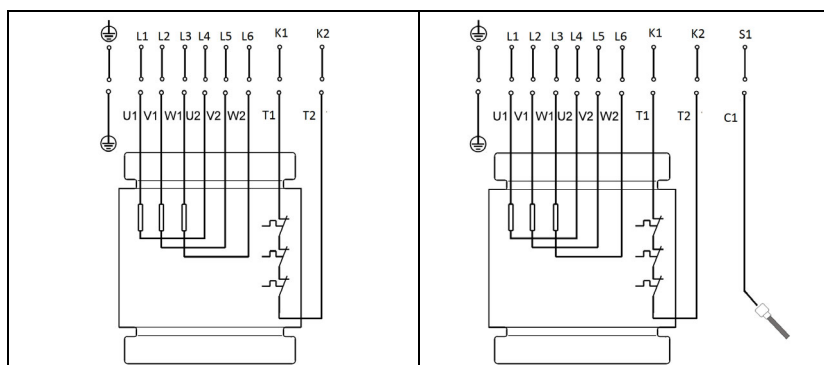 L1 L2 L3 L4 L5 L6 K1 K2
U1 V1 W1 U2 V2 W2 T1 T2
L1 L2 L3 L4 L5 L6 K1 K2 S1
U1 V1 W1 U2 V2 W2 T1 T2 C1